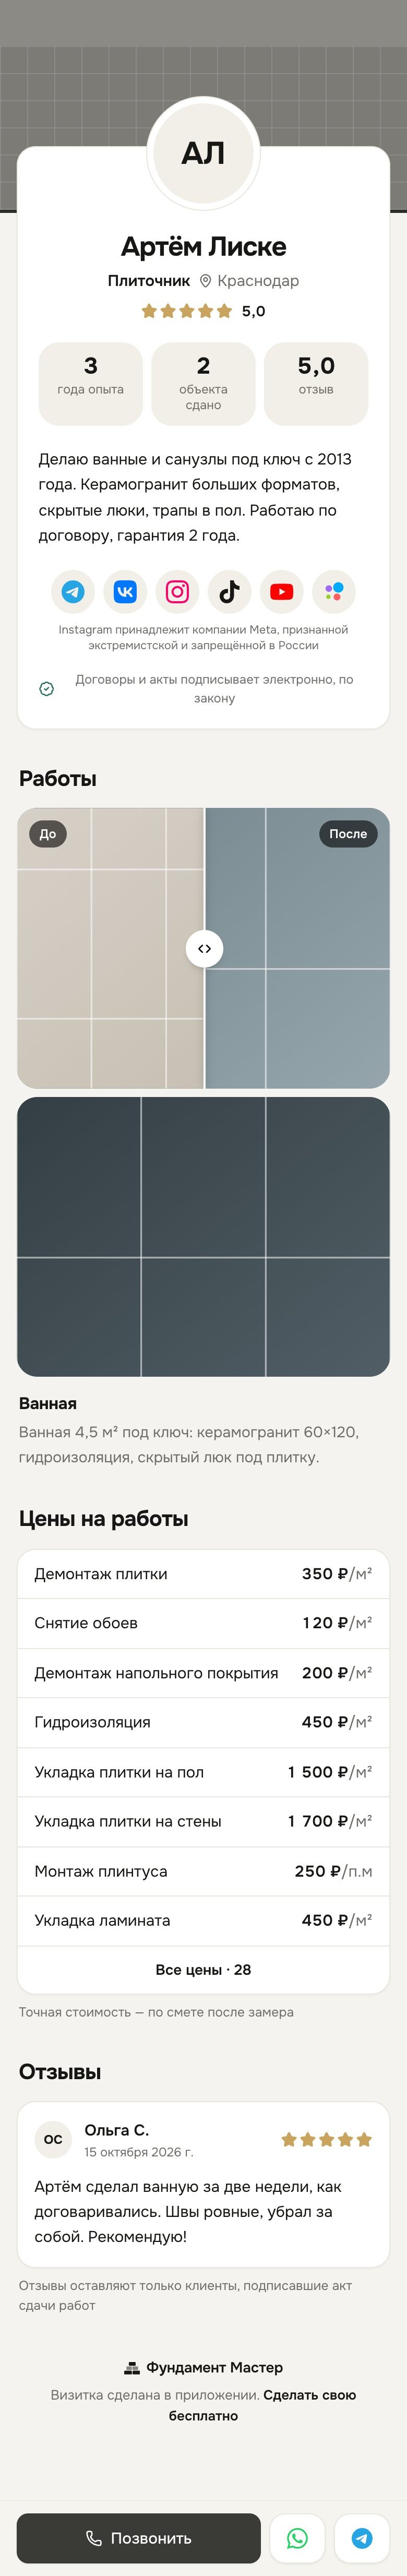 АЛ
Артём Лиске
Плиточник Краснодар
5,0
3
года опыта
2
объекта
сдано
5,0
отзыв
Делаю ванные и санузлы под ключ с 2013
года. Керамогранит больших форматов,
скрытые люки, трапы в пол. Работаю по
договору, гарантия 2 года.
Instagram принадлежит компании Meta, признанной
экстремистской и запрещённой в России
Договоры и акты подписывает электронно, по
закону
Работы
До
После
Ванная
Ванная 4,5 м² под ключ: керамогранит 60×120,
гидроизоляция, скрытый люк под плитку.
Цены на работы
Демонтаж плитки 350 ₽/м²
Снятие обоев 120 ₽/м²
Демонтаж напольного покрытия 200 ₽/м²
Гидроизоляция 450 ₽/м²
Укладка плитки на пол 1 500 ₽/м²
Укладка плитки на стены 1 700 ₽/м²
Монтаж плинтуса 250 ₽/п.м
Укладка ламината 450 ₽/м²
Все цены · 28
Точная стоимость — по смете после замера
Отзывы
ОС
Ольга С.
15 октября 2026 г.
Артём сделал ванную за две недели, как
договаривались. Швы ровные, убрал за
собой. Рекомендую!
Отзывы оставляют только клиенты, подписавшие акт
сдачи работ
Фундамент Мастер
Визитка сделана в приложении. Сделать свою
бесплатно
Позвонить